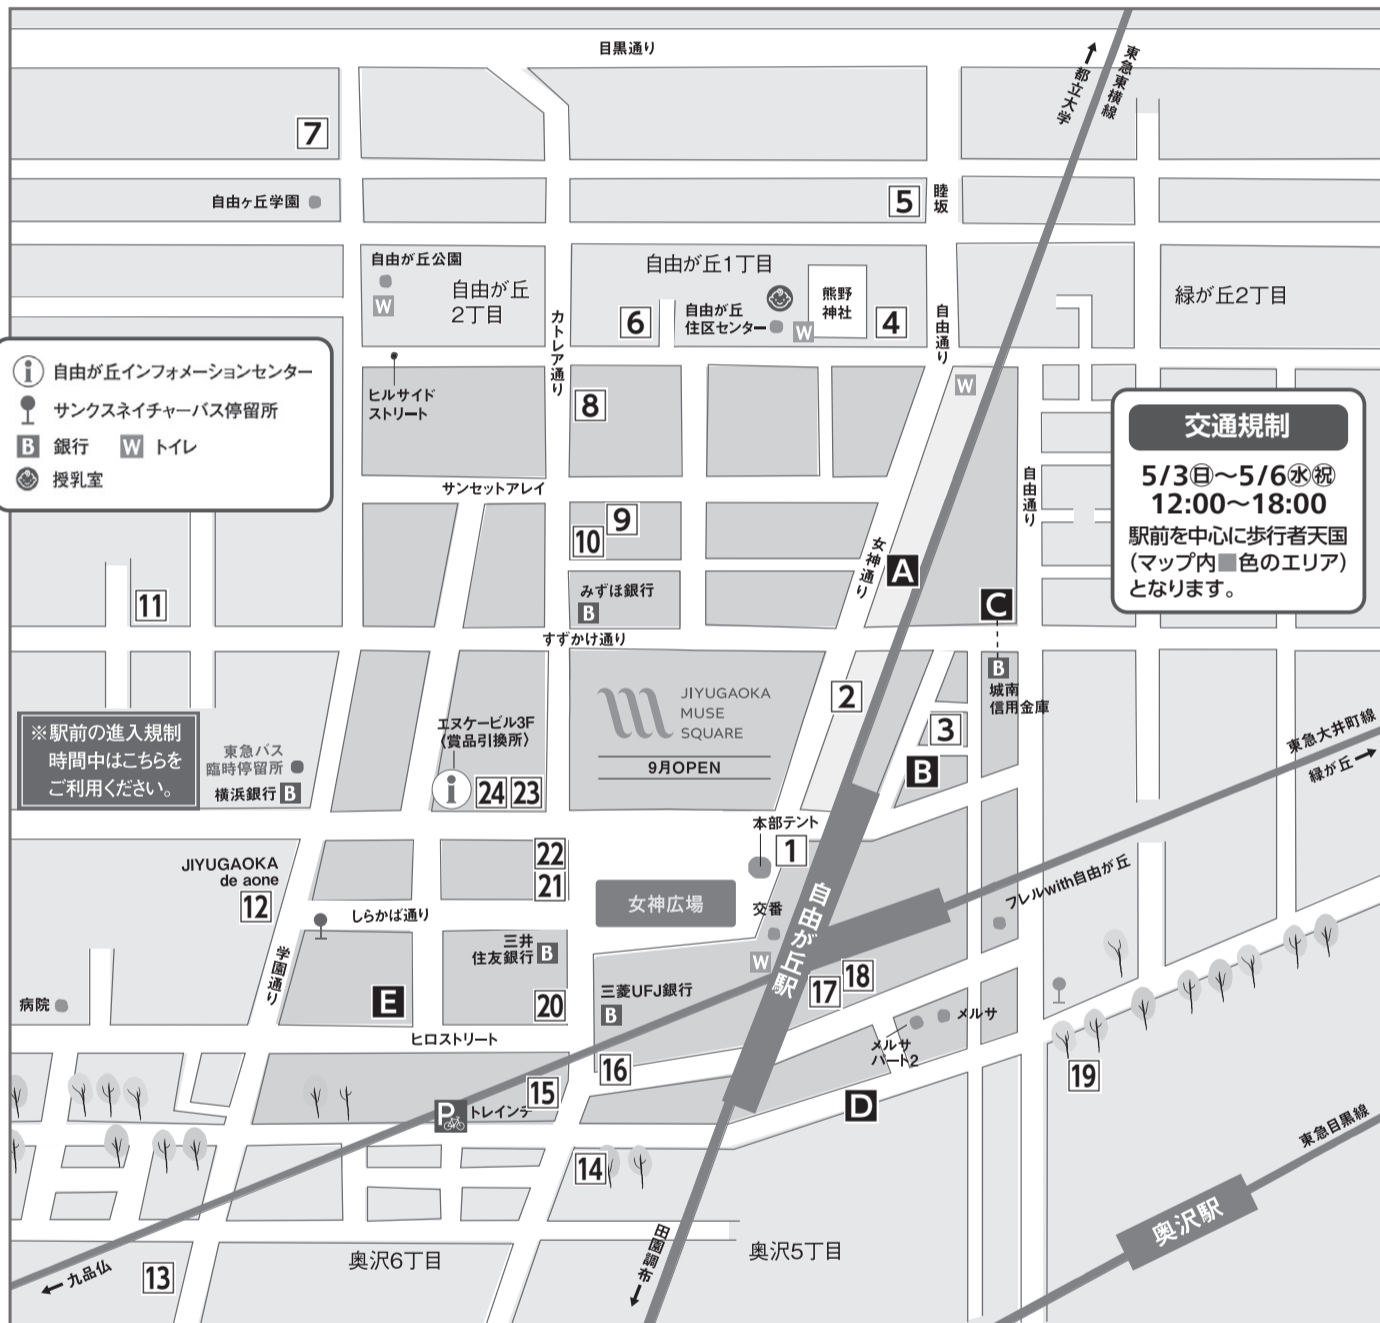 目黒通り
東急東横線
都立大学
7
自由ヶ丘学園
5
睦坂
自由が丘公園
W
自由が丘
2丁目
自由が丘1丁目
熊野
神社
6
自由が丘
住区センター
W
4
自由通り
緑が丘2丁目
カトレア通り
自由が丘インフォメーションセンター
サンクスネイチャーバス停留所
B 銀行 W トイレ
授乳室
ヒルサイド
ストリート
8
W
交通規制
5/3㊐～5/6㊌㊗
12:00～18:00
駅前を中心に歩行者天国
(マップ内■色のエリア)
となります。
サンセットアレイ
自由通り
9
10
女神通り
A
みずほ銀行
B
11
C
すずかけ通り
B
城南
信用金庫
JIYUGAOKA
MUSE
SQUARE
9月OPEN
2
3
B
エヌケービル3F
〈賞品引換所〉
i
24
23
※駅前の進入規制
時間中はこちらを
ご利用ください。
東急バス
臨時停留所
横浜銀行 B
東急大井町線
緑が丘
本部テント
1
22
21
JIYUGAOKA
de aone
12
しらかば通り
女神広場
交番
W
自由が丘駅
フレルwith自由が丘
学園通り
三井
住友銀行 B
三菱UFJ銀行
B
17
18
病院
E
20
メルサ
メルサ
パート2
ヒロストリート
16
15
19
P
トレインチ
D
東急目黒線
14
奥沢駅
田園調布
奥沢5丁目
奥沢6丁目
九品仏
13